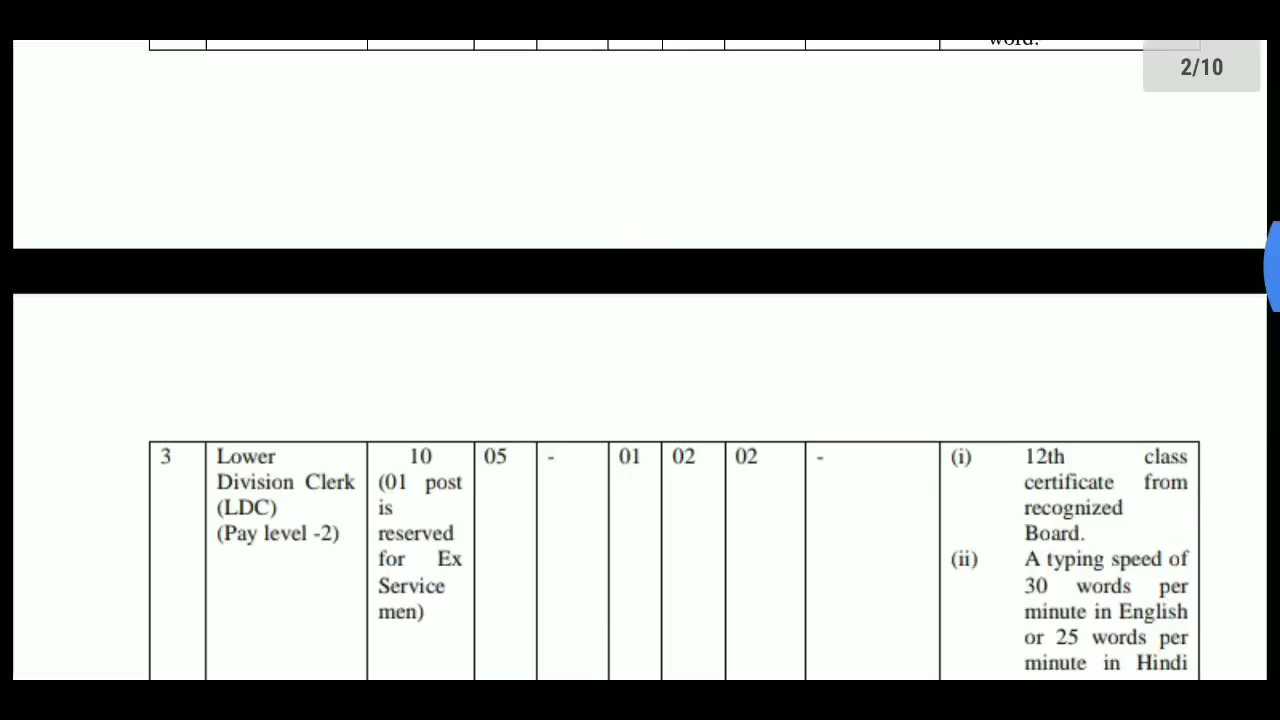 word.
2/10
3 Lower 10 05 - 01 02 02 - (i) 12th class
Division Clerk (01 post certificate from
(LDC) is recognized
(Pay level -2) reserved Board.
for Ex (ii) A typing speed of
Service 30 words per
men) minute in English
or 25 words per
minute in Hindi